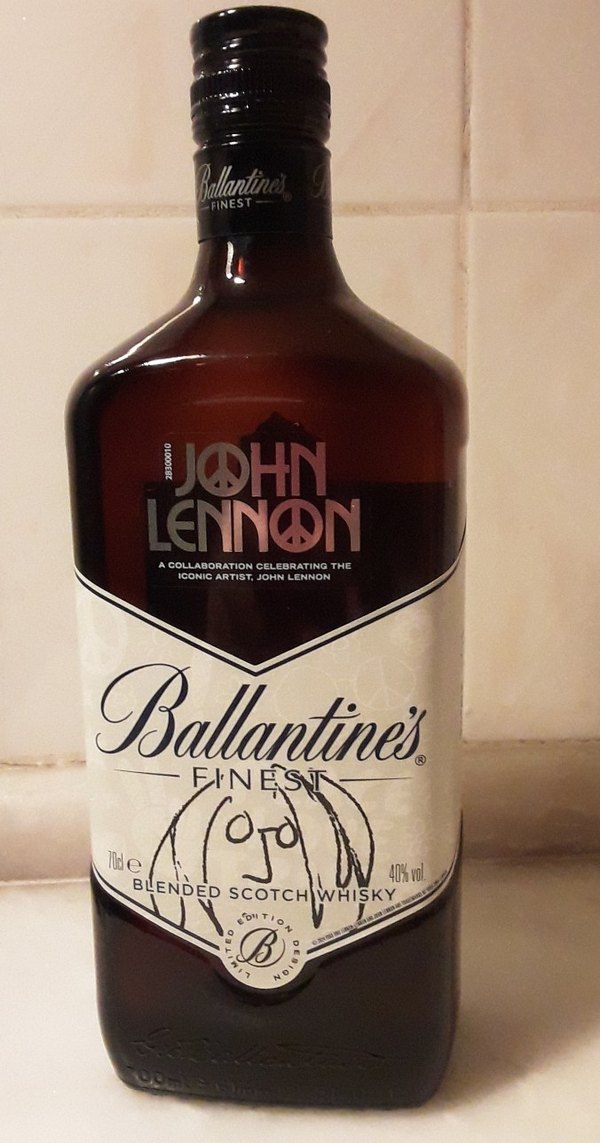 Ballantine's®
FINEST
28300010
JOHN
LENNON
A COLLABORATION CELEBRATING THE
ICONIC ARTIST, JOHN LENNON
Ballantine's®
FINEST
70cl e
40% vol.
BLENDED SCOTCH WHISKY
LIMITED EDITION DESIGN
B